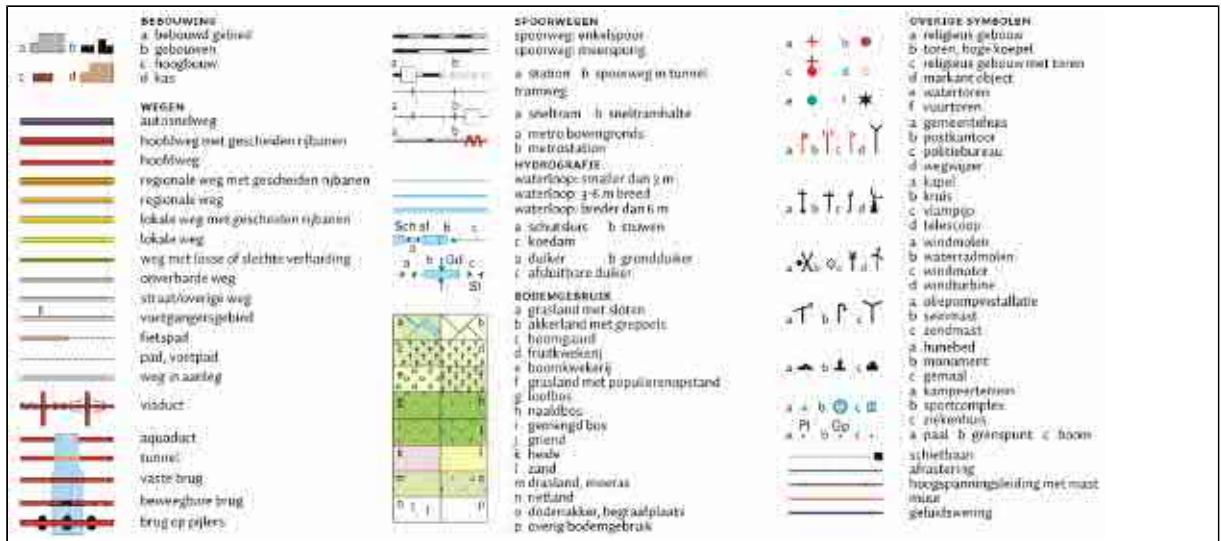 BEBOUWING
a bebouwd gebied
b gebouwen
c hoogbouw
d kas
a b
c d
WEGEN
autosnelweg
hoofdweg met gescheiden rijbanen
hoofdweg
regionale weg met gescheiden rijbanen
regionale weg
lokale weg met gescheiden rijbanen
lokale weg
weg met losse of slechte verharding
onverharde weg
straat/overige weg
voetgangersgebied
fietspad
pad, voetpad
weg in aanleg
viaduct
aquaduct
tunnel
vaste brug
beweegbare brug
brug op pijlers
SPOORWEGEN
spoorweg: enkelspoor
spoorweg: meersporig
a station b spoorweg in tunnel
tramweg
a sneltram b sneltramhalte
a metro bovengronds
b metrostation
HYDROGRAFIE
waterloop: smaller dan 3 m
waterloop: 3-6 m breed
waterloop: breder dan 6 m
a schutsluis b stuwen
c koedam
a duiker b grondduiker
c afsluitbare duiker
BODEMGEBRUIK
a grasland met sloten
b akkerland met greppels
c boomgaard
d fruitkwekerij
e boomkwekerij
f grasland met populierenopstand
g loofbos
h naaldbos
i gemengd bos
j griend
k heide
l zand
m drasland, moeras
n rietland
o dodenakker, begraafplaats
p overig bodemgebruik
OVERIGE SYMBOLEN
a religieus gebouw
b toren, hoge koepel
c religieus gebouw met toren
d markant object
e watertoren
f vuurtoren
a gemeentehuis
b postkantoor
c politiebureau
d wegwijzer
a kapel
b kruis
c vlampijp
d telescoop
a windmolen
b waterradmolen
c windmotor
d windturbine
a oliepompinstallatie
b seinmast
c zendmast
a hunebed
b monument
c gemaal
a kampeerterrein
b sportcomplex
c ziekenhuis
a paal b grenspunt c boom
schietbaan
afrastering
hoogspanningsleiding met mast
muur
geluidswering